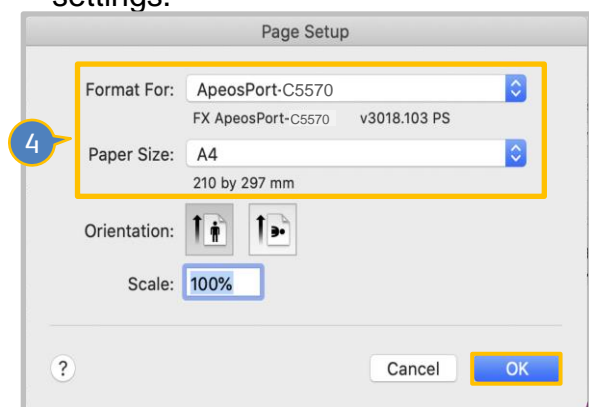 settings.
Page Setup
Format For: ApeosPort-C5570
FX ApeosPort-C5570 v3018.103 PS
4
Paper Size: A4
210 by 297 mm
Orientation:
Scale: 100%
? Cancel OK